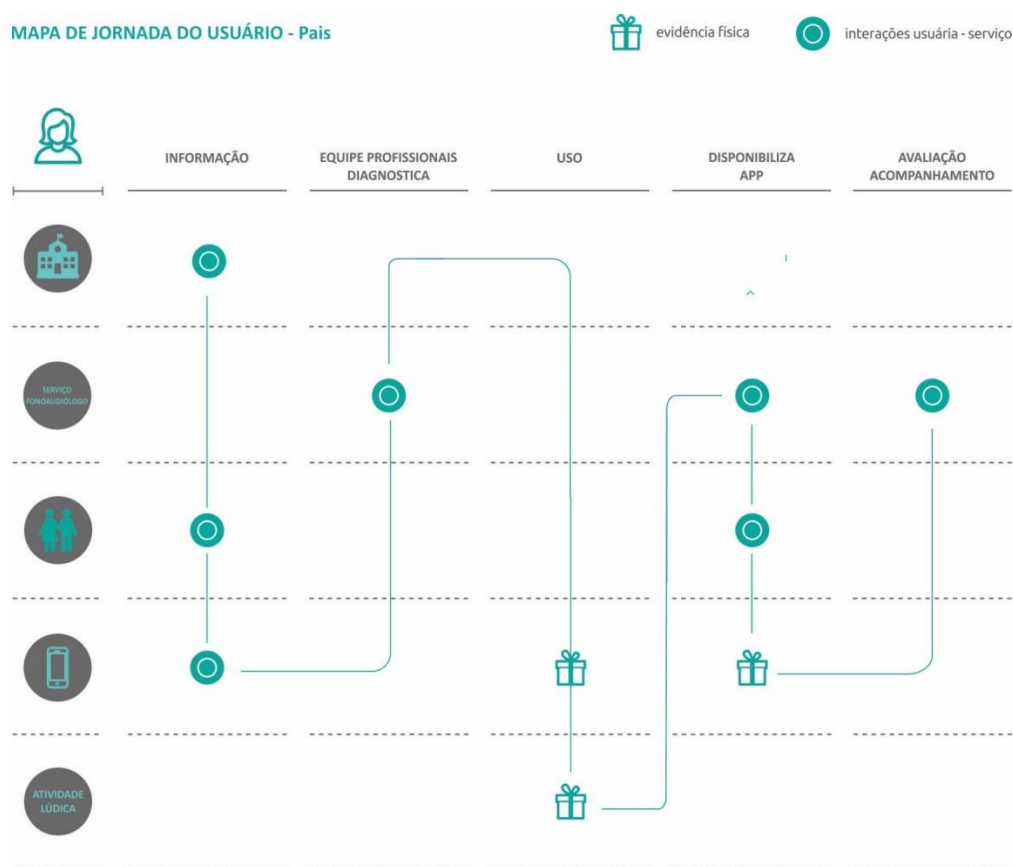 MAPA DE JORNADA DO USUÁRIO - Pais
evidência física
interações usuária - serviço
INFORMAÇÃO
EQUIPE PROFISSIONAIS
DIAGNOSTICA
USO
DISPONIBILIZA
APP
AVALIAÇÃO
ACOMPANHAMENTO
SERVIÇO
FONOAUDIÓLOGO
ATIVIDADE
LÚDICA